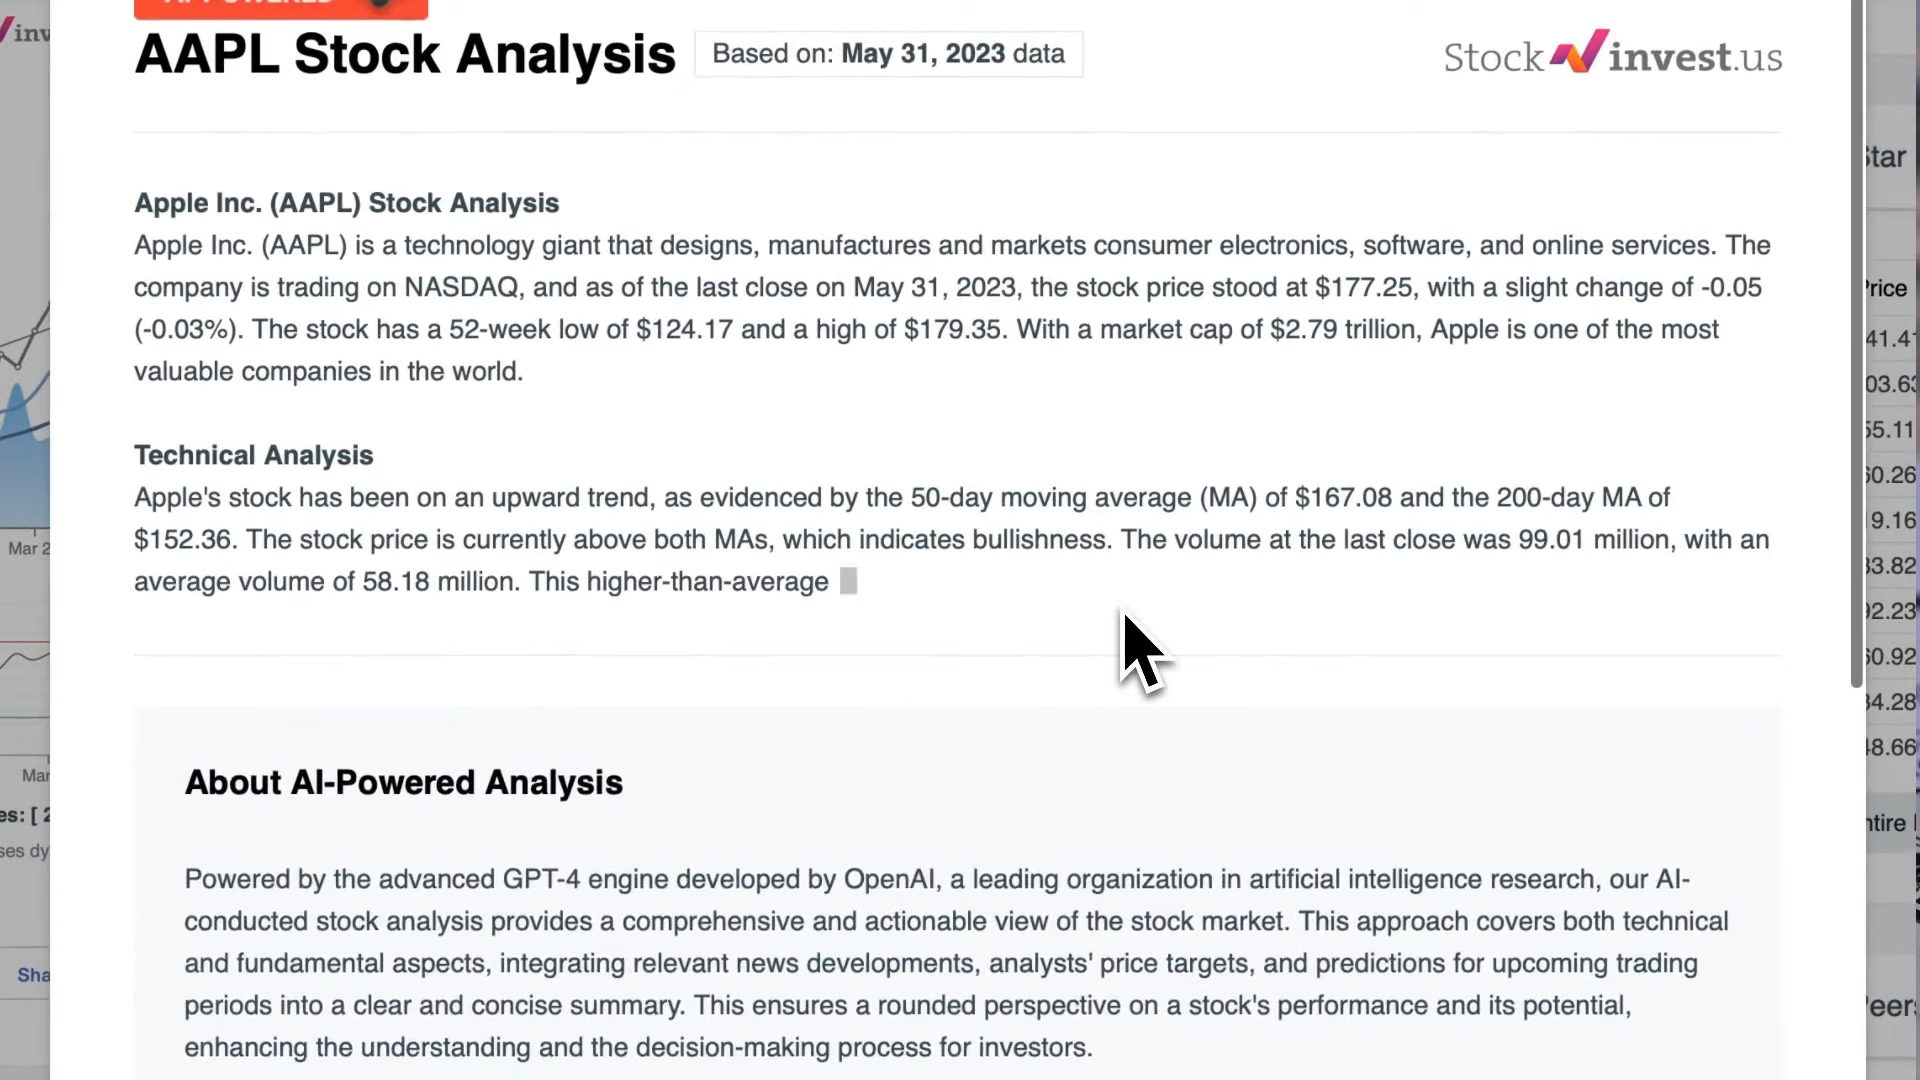 AAPL Stock Analysis
Based on: May 31, 2023 data
Stock invest.us
Apple Inc. (AAPL) Stock Analysis
Apple Inc. (AAPL) is a technology giant that designs, manufactures and markets consumer electronics, software, and online services. The
company is trading on NASDAQ, and as of the last close on May 31, 2023, the stock price stood at $177.25, with a slight change of -0.05
(-0.03%). The stock has a 52-week low of $124.17 and a high of $179.35. With a market cap of $2.79 trillion, Apple is one of the most
valuable companies in the world.
Technical Analysis
Apple's stock has been on an upward trend, as evidenced by the 50-day moving average (MA) of $167.08 and the 200-day MA of
$152.36. The stock price is currently above both MAs, which indicates bullishness. The volume at the last close was 99.01 million, with an
average volume of 58.18 million. This higher-than-average
About AI-Powered Analysis
Powered by the advanced GPT-4 engine developed by OpenAI, a leading organization in artificial intelligence research, our AI-
conducted stock analysis provides a comprehensive and actionable view of the stock market. This approach covers both technical
and fundamental aspects, integrating relevant news developments, analysts' price targets, and predictions for upcoming trading
periods into a clear and concise summary. This ensures a rounded perspective on a stock's performance and its potential,
enhancing the understanding and the decision-making process for investors.